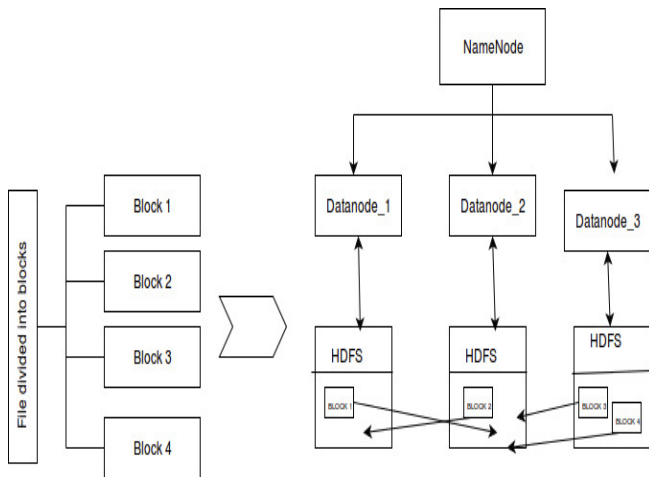 NameNode
Datanode_1
Datanode_2
Datanode_3
File divided into blocks
Block 1
Block 2
Block 3
Block 4
HDFS
HDFS
HDFS
BLOCK 1
BLOCK 2
BLOCK 3
BLOCK 4